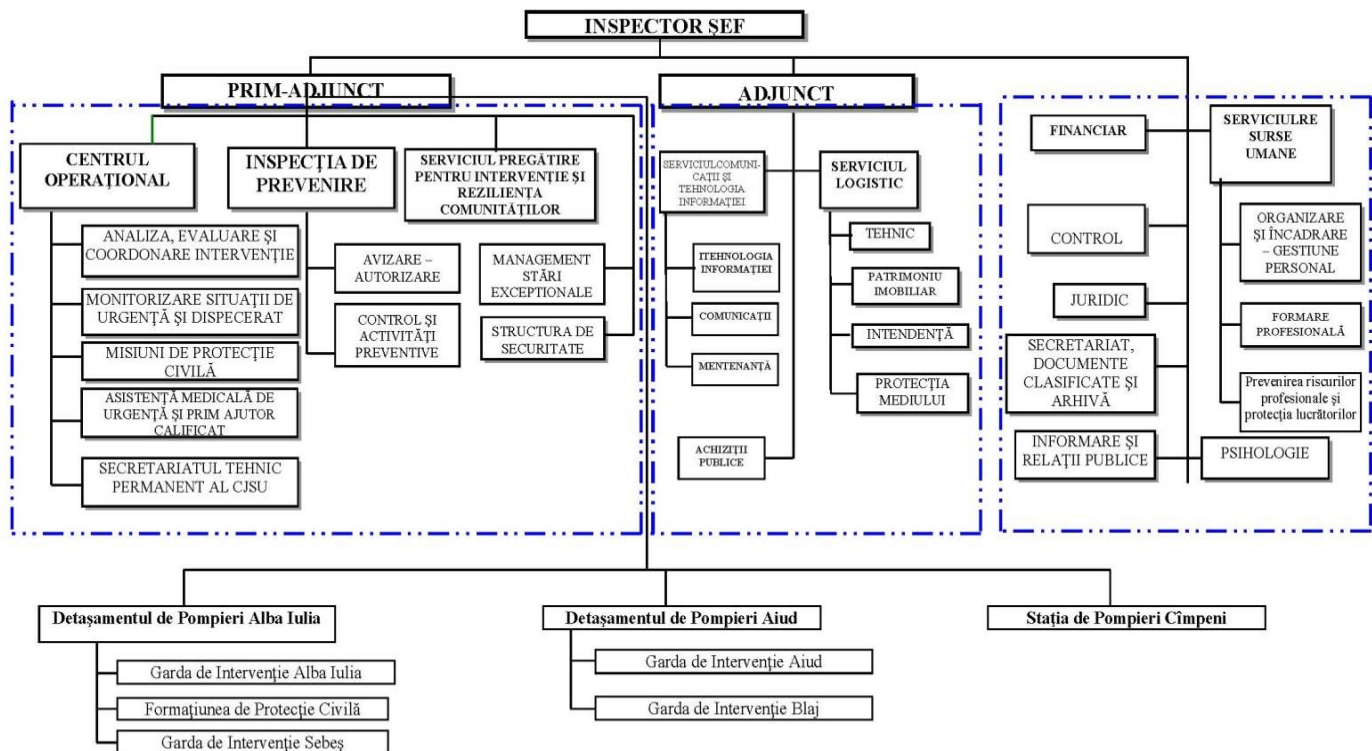 INSPECTOR ŞEF
PRIM-ADJUNCT
ADJUNCT
CENTRUL
OPERAŢIONAL
ANALIZA, EVALUARE ŞI
COORDONARE INTERVENŢIE
MONITORIZARE SITUAŢII DE
URGENŢĂ ŞI DISPECERAT
MISIUNI DE PROTECŢIE
CIVILĂ
ASISTENŢĂ MEDICALĂ DE
URGENŢĂ ŞI PRIM AJUTOR
CALIFICAT
SECRETARIATUL TEHNIC
PERMANENT AL CJSU
INSPECŢIA DE
PREVENIRE
AVIZARE –
AUTORIZARE
CONTROL ŞI
ACTIVITĂŢI
PREVENTIVE
SERVICIUL PREGĂTIRE
PENTRU INTERVENŢIE ŞI
REZILIENŢA
COMUNITĂŢILOR
MANAGEMENT
STĂRI
EXCEPTIONALE
STRUCTURA DE
SECURITATE
SERVICIULCOMUNI-
CAŢII ŞI
TEHNOLOGIA
INFORMAŢIEI
ITEHNOLOGIA
INFORMAŢIEI
COMUNICAŢII
MENTENANŢĂ
ACHIZIŢII
PUBLICE
SERVICIUL
LOGISTIC
TEHNIC
PATRIMONIU
IMOBILIAR
INTENDENŢĂ
PROTECŢIA
MEDIULUI
FINANCIAR
CONTROL
JURIDIC
SECRETARIAT,
DOCUMENTE
CLASIFICATE ŞI
ARHIVĂ
INFORMARE ŞI
RELAŢII PUBLICE
SERVICIULRE
SURSE
UMANE
ORGANIZARE
ŞI ÎNCADRARE
– GESTIUNE
PERSONAL
FORMARE
PROFESIONALĂ
Prevenirea riscurilor
profesionale şi
protecţia lucrătorilor
PSIHOLOGIE
Detaşamentul de Pompieri Alba Iulia
Garda de Intervenţie Alba Iulia
Formaţiunea de Protecţie Civilă
Garda de Intervenţie Sebeş
Detaşamentul de Pompieri Aiud
Garda de Intervenţie Aiud
Garda de Intervenţie Blaj
Staţia de Pompieri Cîmpeni